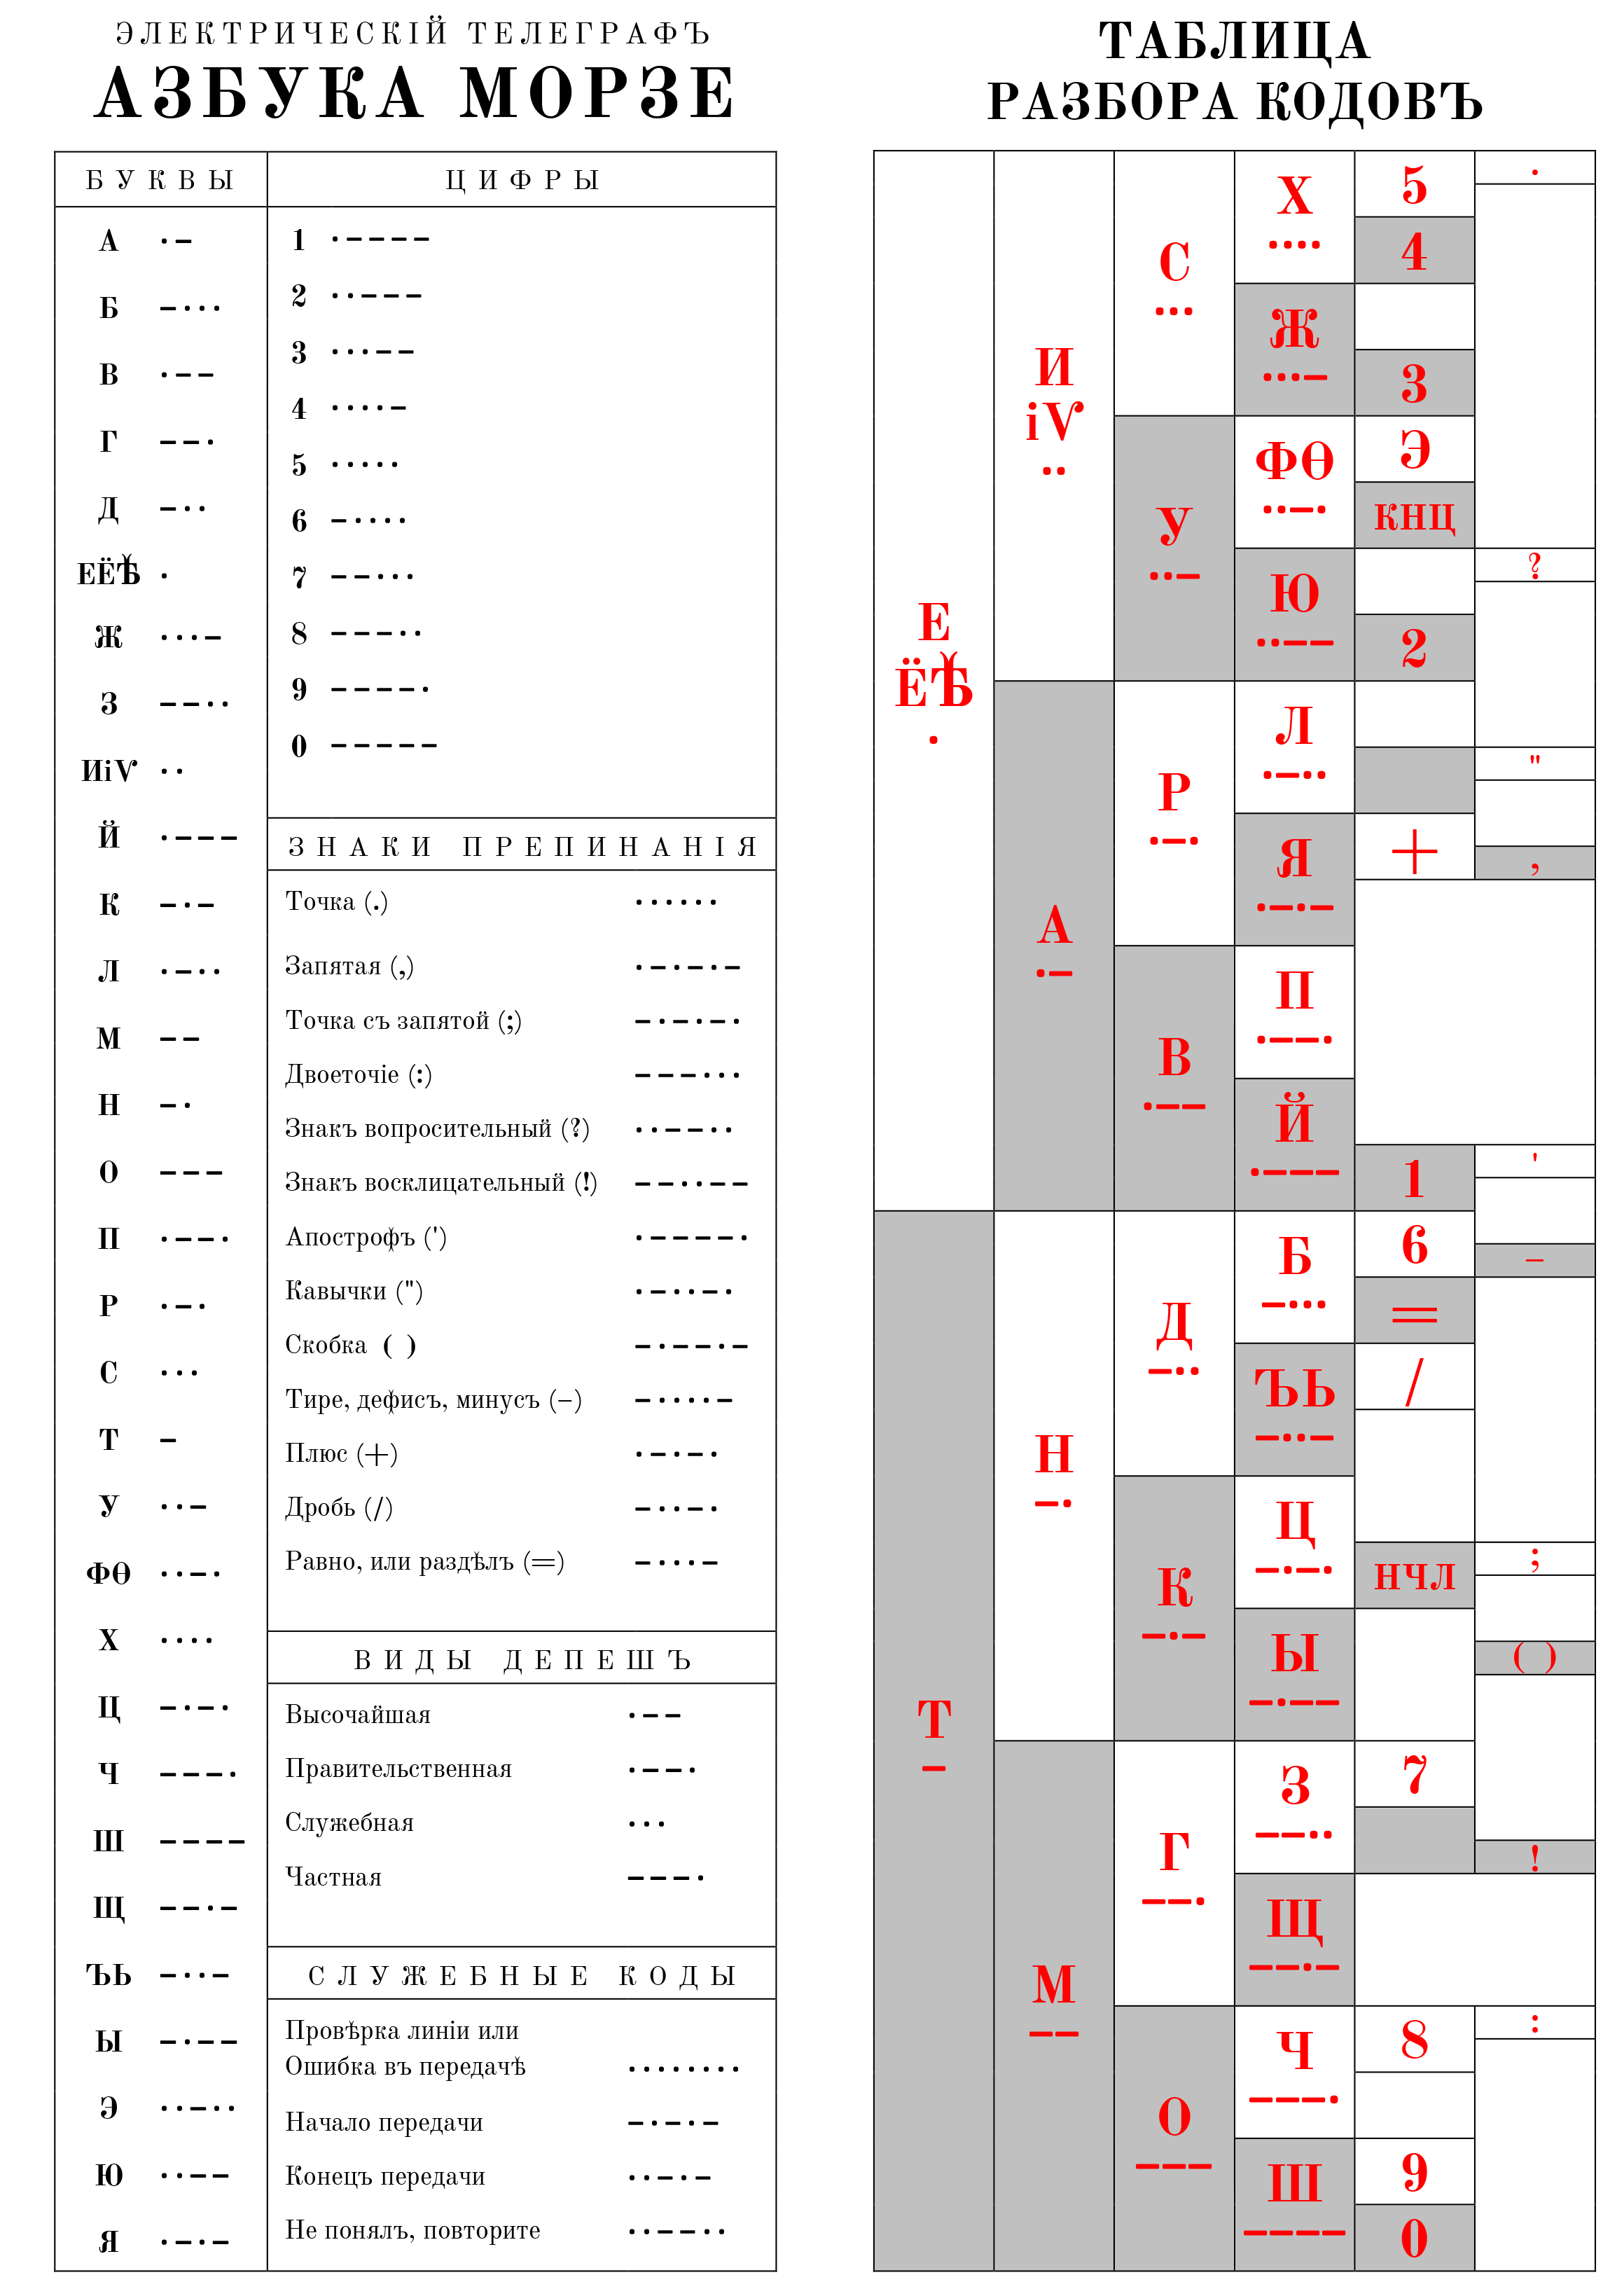 ЭЛЕКТРИЧЕСКІЙ ТЕЛЕГРАФЪ
АЗБУКА МОРЗЕ
БУКВЫ
А ·–
Б –···
В ·––
Г ––·
Д –··
ЕЁѢ ·
Ж ···–
З ––··
ИіѴ ··
Й ·–––
К –·–
Л ·–··
М ––
Н –·
О –––
П ·––·
Р ·–·
С ···
Т –
У ··–
ФѲ ··–·
Х ····
Ц –·–·
Ч –––·
Ш ––––
Щ ––·–
ЪЬ –··–
Ы –·––
Э ··–··
Ю ··––
Я ·–·–
ЦИФРЫ
1 ·––––
2 ··–––
3 ···––
4 ····–
5 ·····
6 –····
7 ––···
8 –––··
9 ––––·
0 –––––
ЗНАКИ ПРЕПИНАНІЯ
Точка (.) ······
Запятая (,) ·–·–·–
Точка съ запятой (;) –·–·–·
Двоеточіе (:) –––···
Знакъ вопросительный (?) ··––··
Знакъ восклицательный (!) ––··––
Апострофъ (') ·––––·
Кавычки (") ·–··–·
Скобка ( ) –·––·–
Тире, дефисъ, минусъ (–) –····–
Плюс (+) ·–·–·
Дробь (/) –··–·
Равно, или раздѣлъ (=) –···–
ВИДЫ ДЕПЕШЪ
Высочайшая ·––
Правительственная ·––·
Служебная ···
Частная –––·
СЛУЖЕБНЫЕ КОДЫ
Провѣрка линіи или
Ошибка въ передачѣ ········
Начало передачи –·–·–
Конецъ передачи ··–·–
Не понялъ, повторите ··––··
ТАБЛИЦА
РАЗБОРА КОДОВЪ
Е
ЁѢ
·
Т
–
И
іѴ
··
А
·–
Н
–·
М
––
С
···
У
··–
Р
·–·
В
·––
Д
–··
К
–·–
Г
––·
О
–––
Х
····
Ж
···–
ФѲ
··–·
Ю
··––
Л
·–··
Я
·–·–
П
·––·
Й
·–––
Б
–···
ЪЬ
–··–
Ц
–·–·
Ы
–·––
З
––··
Щ
––·–
Ч
–––·
Ш
––––
5
4
3
Э
КНЦ
2
+
1
6
=
/
НЧЛ
7
8
9
0
.
?
"
,
'
–
;
( )
!
: